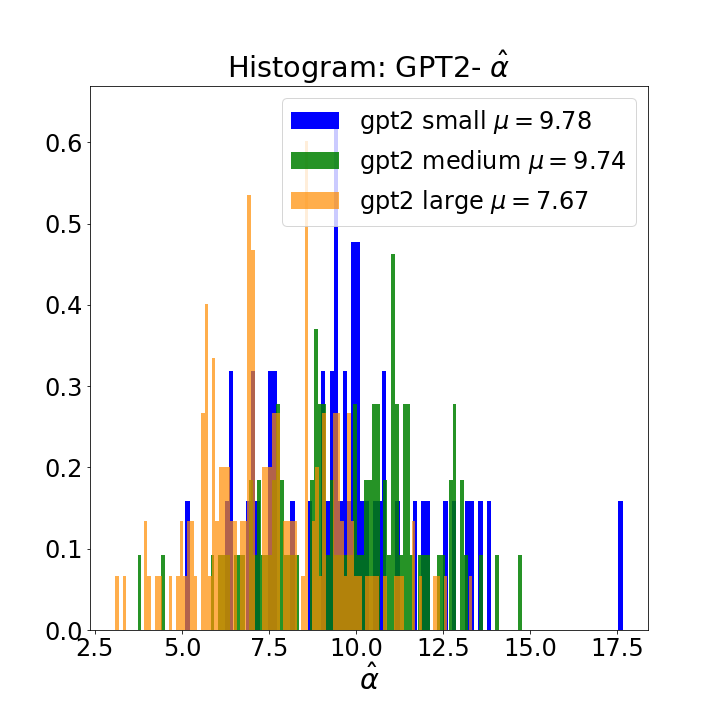 Histogram: GPT2- α̂
gpt2 small μ = 9.78
gpt2 medium μ = 9.74
gpt2 large μ = 7.67
0.6
0.5
0.4
0.3
0.2
0.1
0.0
2.5 5.0 7.5 10.0 12.5 15.0 17.5
α̂